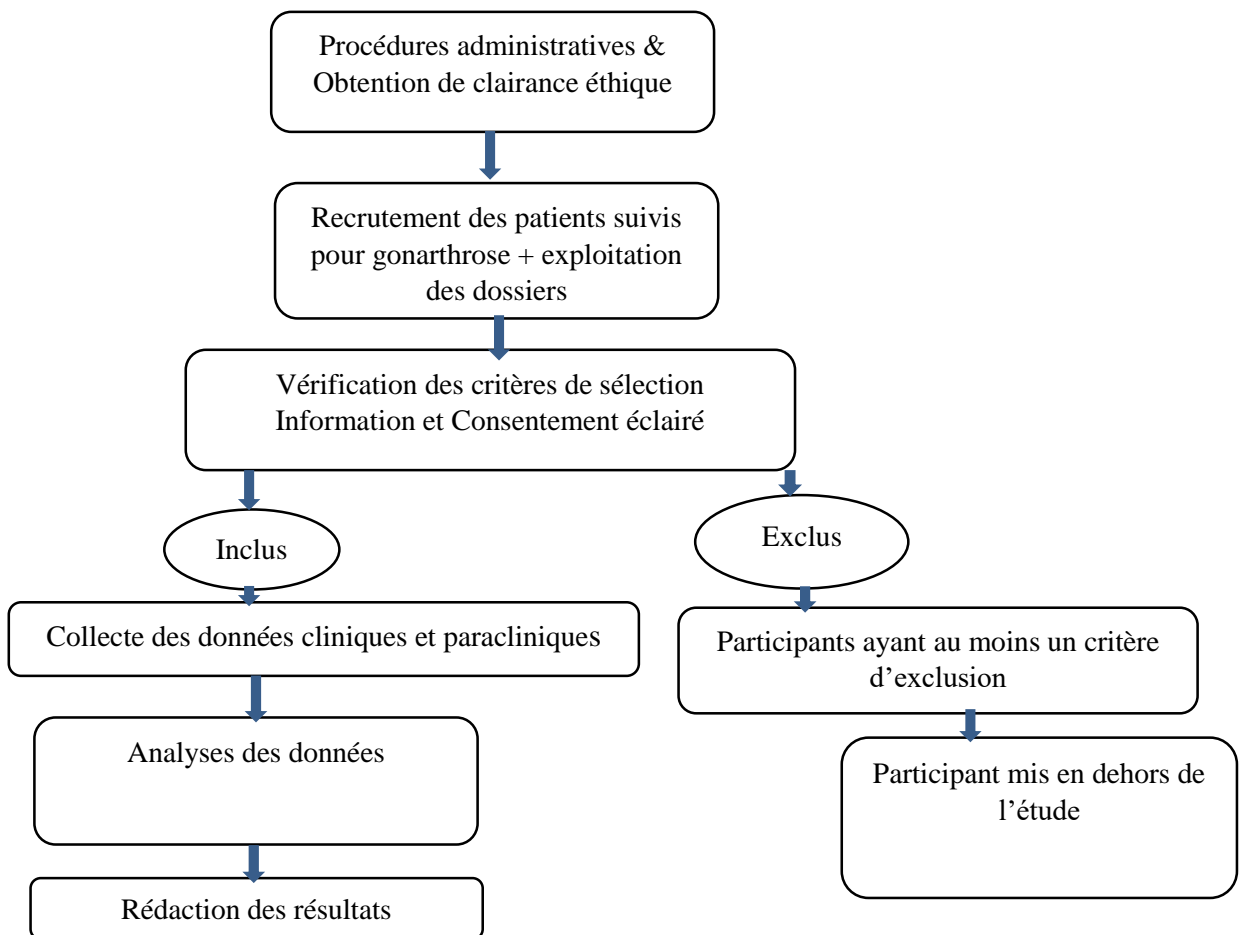 Procédures administratives &
Obtention de clairance éthique
Recrutement des patients suivis
pour gonarthrose + exploitation
des dossiers
Vérification des critères de sélection
Information et Consentement éclairé
Inclus
Exclus
Collecte des données cliniques et paracliniques
Participants ayant au moins un critère
d’exclusion
Analyses des données
Participant mis en dehors de
l’étude
Rédaction des résultats